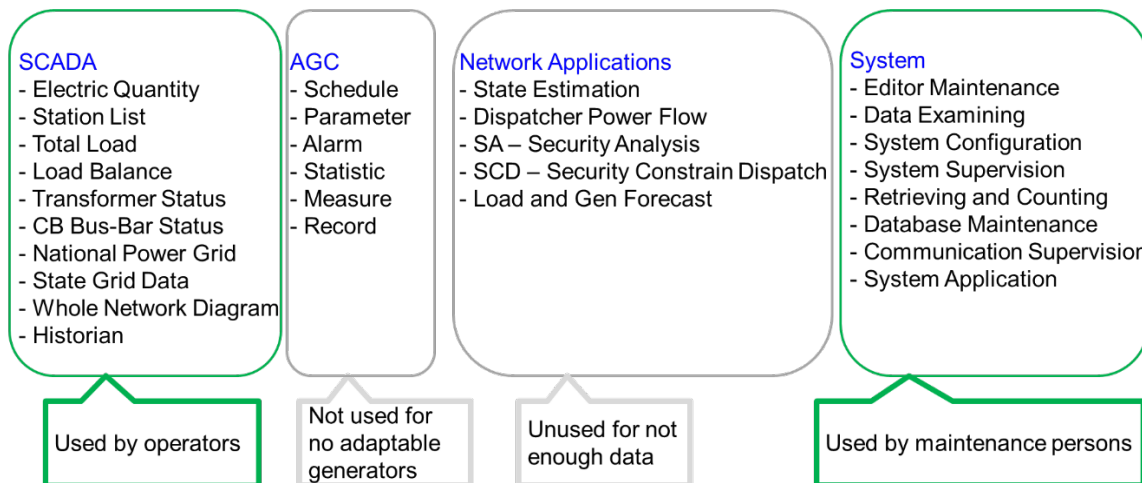 SCADA
- Electric Quantity
- Station List
- Total Load
- Load Balance
- Transformer Status
- CB Bus-Bar Status
- National Power Grid
- State Grid Data
- Whole Network Diagram
- Historian
Used by operators
AGC
- Schedule
- Parameter
- Alarm
- Statistic
- Measure
- Record
Not used for
no adaptable
generators
Network Applications
- State Estimation
- Dispatcher Power Flow
- SA – Security Analysis
- SCD – Security Constrain Dispatch
- Load and Gen Forecast
Unused for not
enough data
System
- Editor Maintenance
- Data Examining
- System Configuration
- System Supervision
- Retrieving and Counting
- Database Maintenance
- Communication Supervision
- System Application
Used by maintenance persons